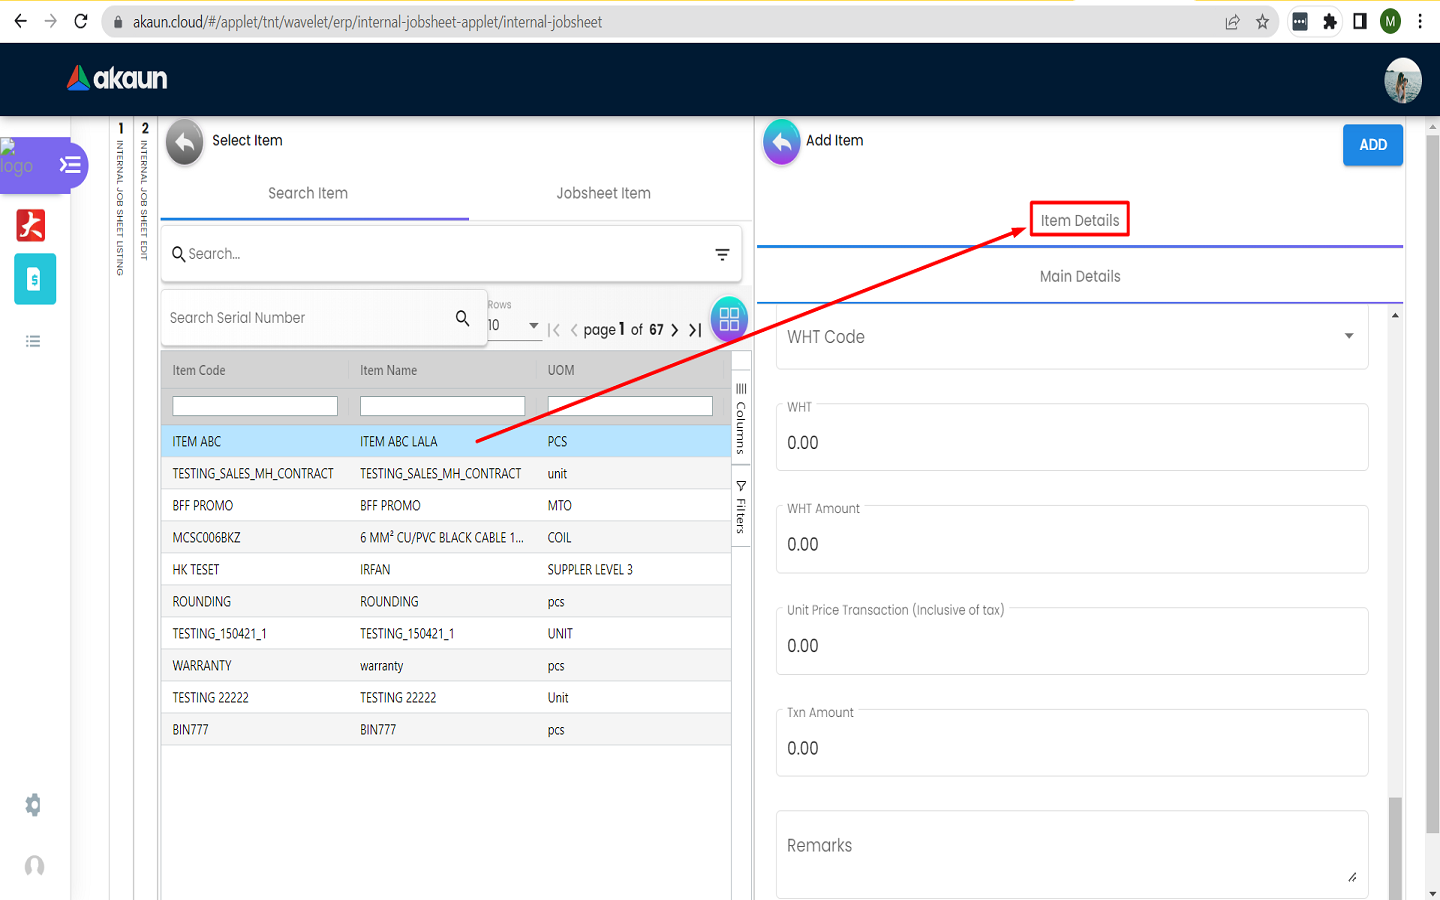 akaun.cloud/#/applet/tnt/wavelet/erp/internal-jobsheet-applet/internal-jobsheet
M
akaun
logo
1
INTERNAL JOB SHEET LISTING
2
INTERNAL JOB SHEET EDIT
Select Item
Search Item
Jobsheet Item
Search...
Search Serial Number
Rows
10
page 1 of 67
Item Code
Item Name
UOM
ITEM ABC
ITEM ABC LALA
PCS
TESTING_SALES_MH_CONTRACT
TESTING_SALES_MH_CONTRACT
unit
BFF PROMO
BFF PROMO
MTO
MCSC006BKZ
6 MM² CU/PVC BLACK CABLE 1...
COIL
HK TESET
IRFAN
SUPPLER LEVEL 3
ROUNDING
ROUNDING
pcs
TESTING_150421_1
TESTING_150421_1
UNIT
WARRANTY
warranty
pcs
TESTING 22222
TESTING 22222
Unit
BIN777
BIN777
pcs
Columns
Filters
Add Item
ADD
Item Details
Main Details
WHT Code
WHT
0.00
WHT Amount
0.00
Unit Price Transaction (Inclusive of tax)
0.00
Txn Amount
0.00
Remarks